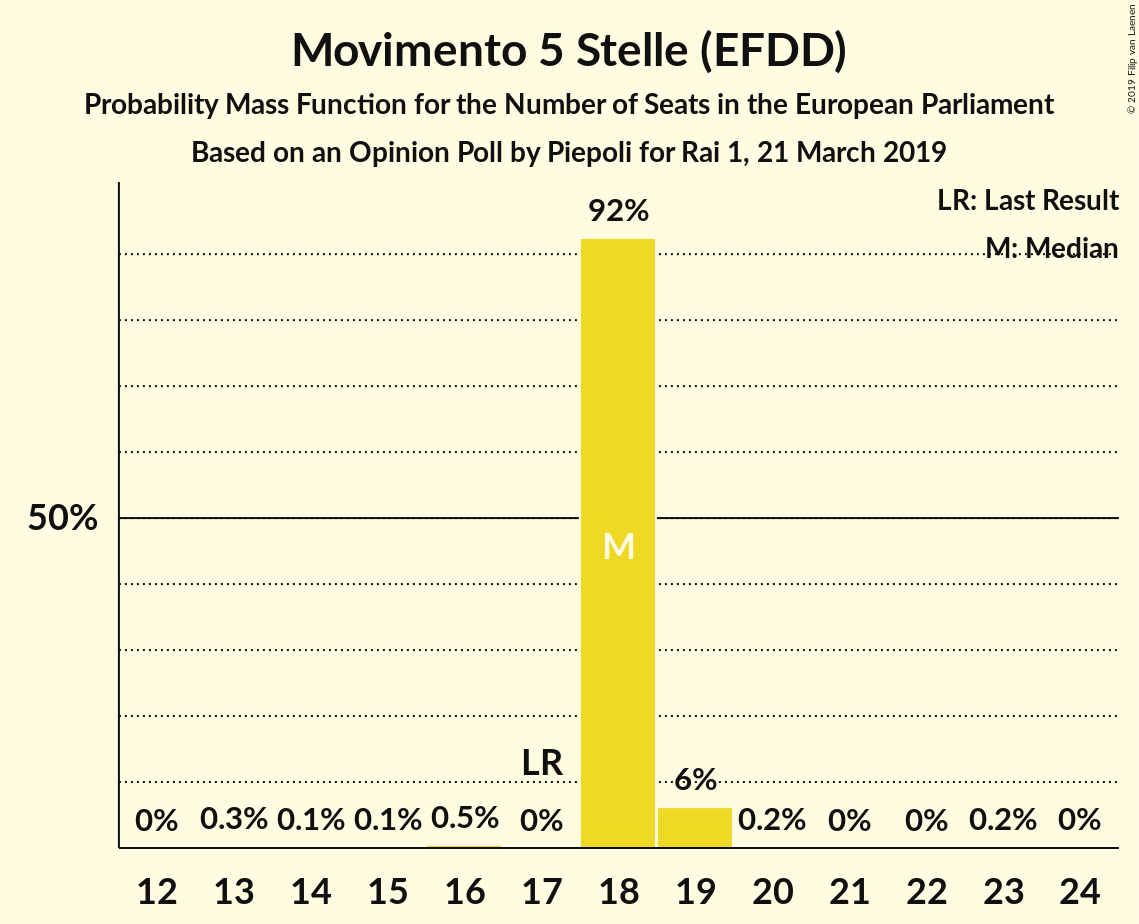 Movimento 5 Stelle (EFDD)
Probability Mass Function for the Number of Seats in the European Parliament
Based on an Opinion Poll by Piepoli for Rai 1, 21 March 2019
© 2019 Filip van Laenen
LR: Last Result
M: Median
92%
50%
M
LR
6%
0% 0.3% 0.1% 0.1% 0.5% 0% 0.2% 0% 0% 0.2% 0%
12 13 14 15 16 17 18 19 20 21 22 23 24